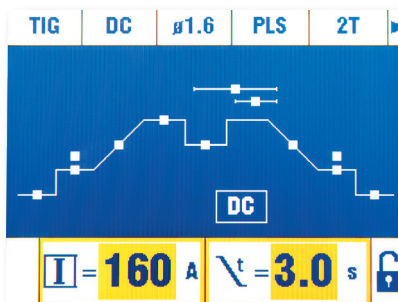 TIG DC ø1.6 PLS 2T
DC
I = 160 A t = 3.0 s